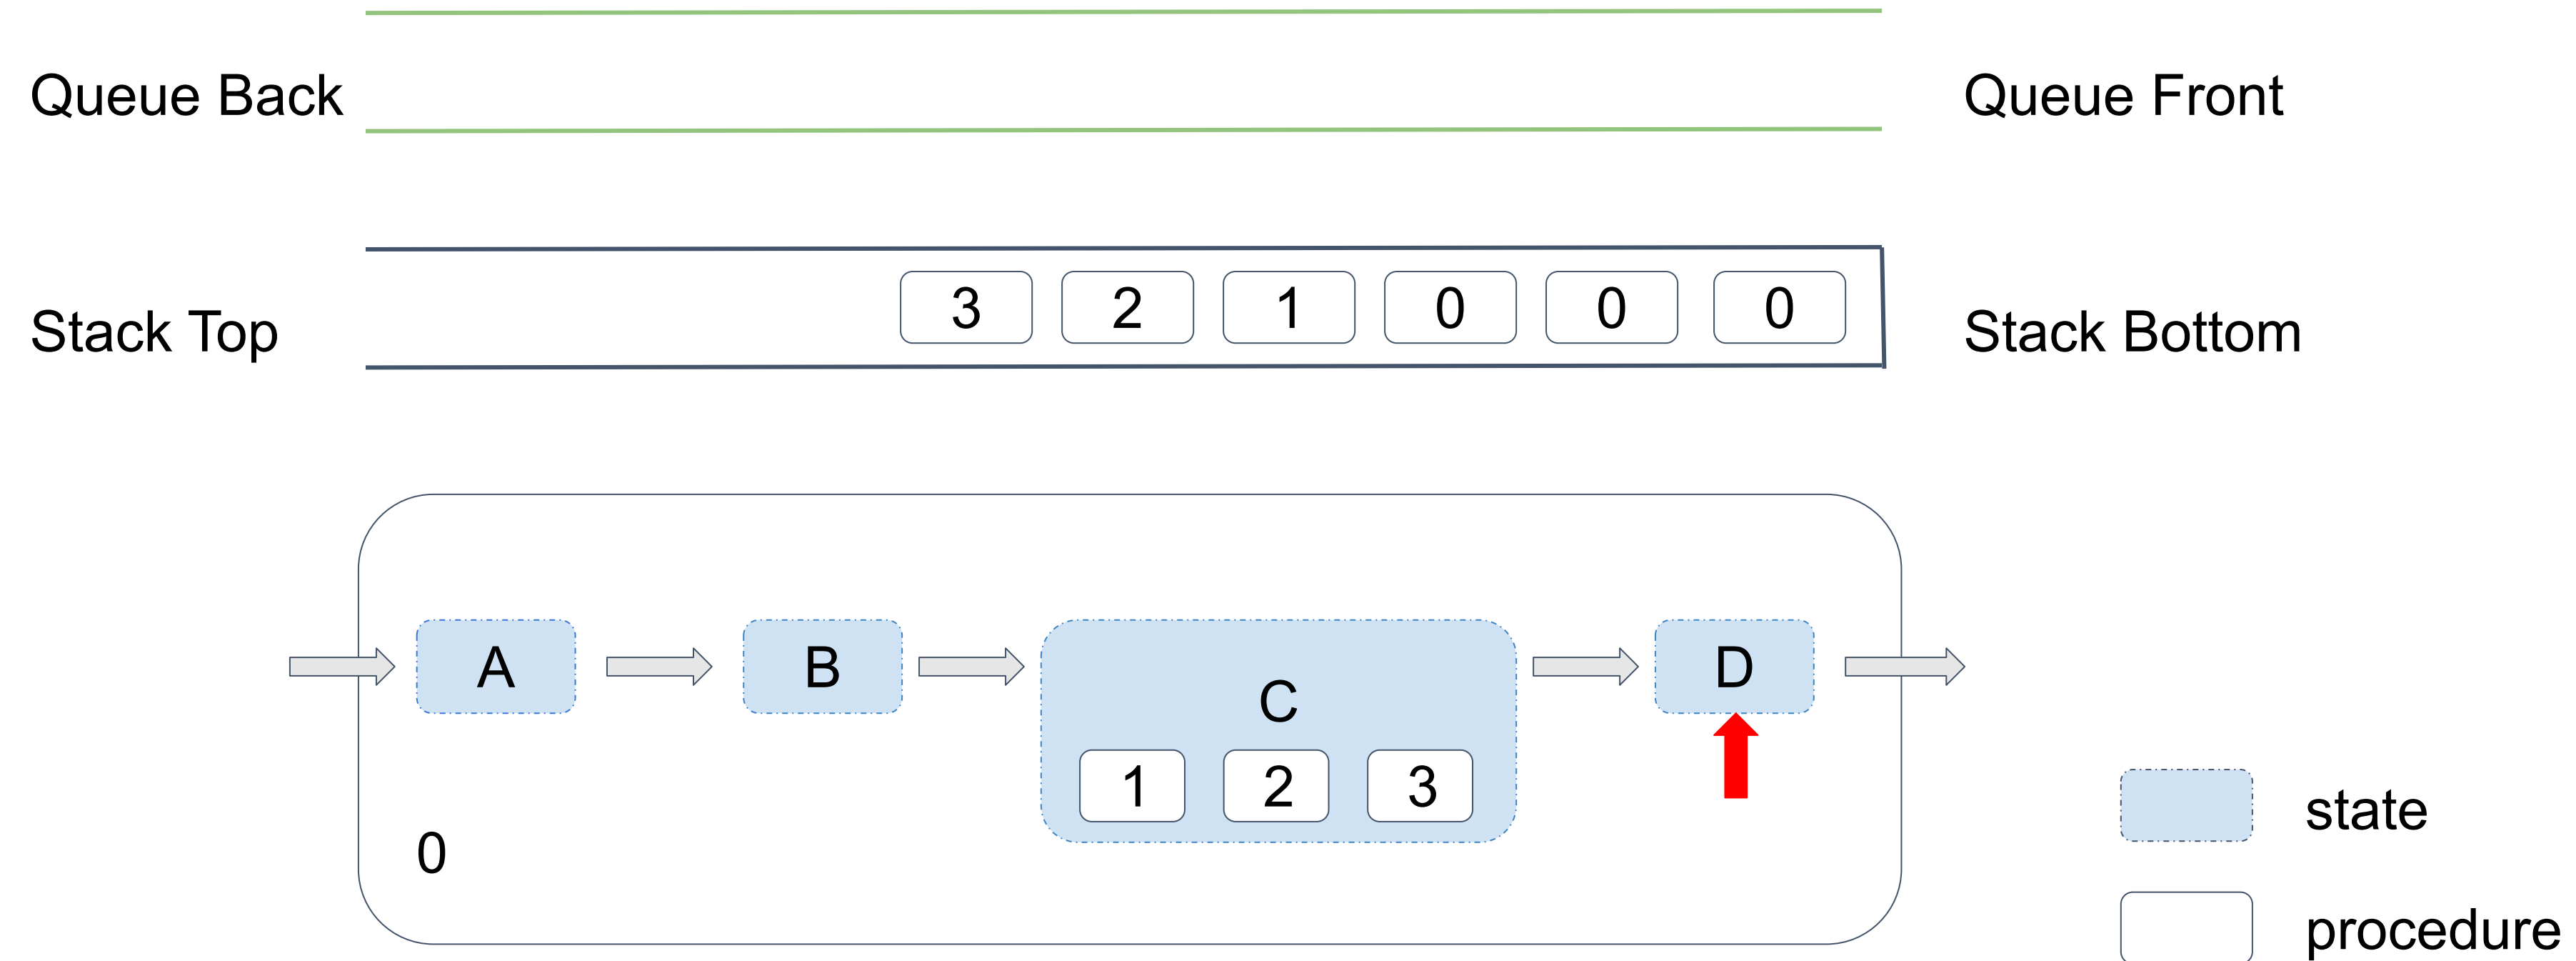 Queue Back
Queue Front
Stack Top
3 2 1 0 0 0
Stack Bottom
A
B
C
D
1 2 3
0
state
procedure